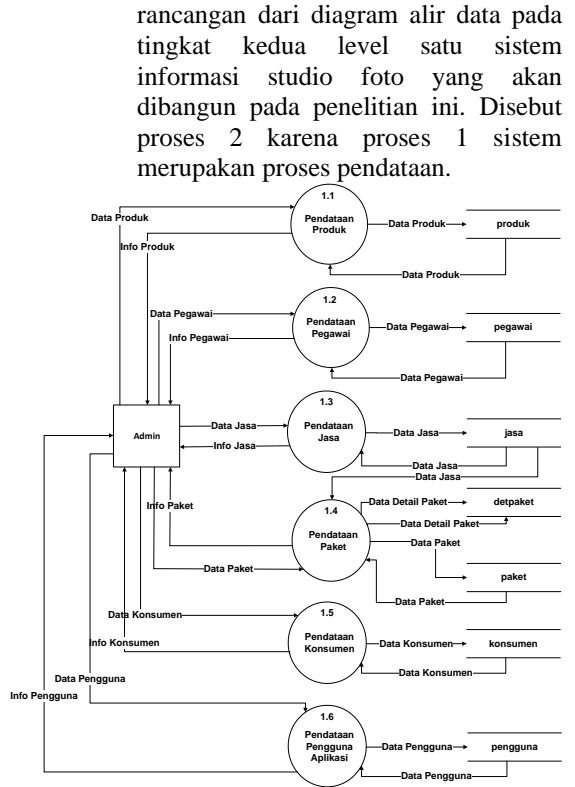 rancangan dari diagram alir data pada
tingkat kedua level satu sistem
informasi studio foto yang akan
dibangun pada penelitian ini. Disebut
proses 2 karena proses 1 sistem
merupakan proses pendataan.
1.1
Pendataan
Produk
Data Produk
Info Produk
Data Produk
produk
Data Produk
1.2
Pendataan
Pegawai
Data Pegawai
Info Pegawai
Data Pegawai
pegawai
Data Pegawai
Admin
1.3
Pendataan
Jasa
Data Jasa
Info Jasa
Data Jasa
jasa
Data Jasa
Data Jasa
1.4
Pendataan
Paket
Info Paket
Data Paket
Data Detail Paket
detpaket
Data Detail Paket
Data Paket
paket
Data Paket
1.5
Pendataan
Konsumen
Data Konsumen
Info Konsumen
Data Konsumen
konsumen
Data Konsumen
Data Pengguna
Info Pengguna
1.6
Pendataan
Pengguna
Aplikasi
Data Pengguna
pengguna
Data Pengguna